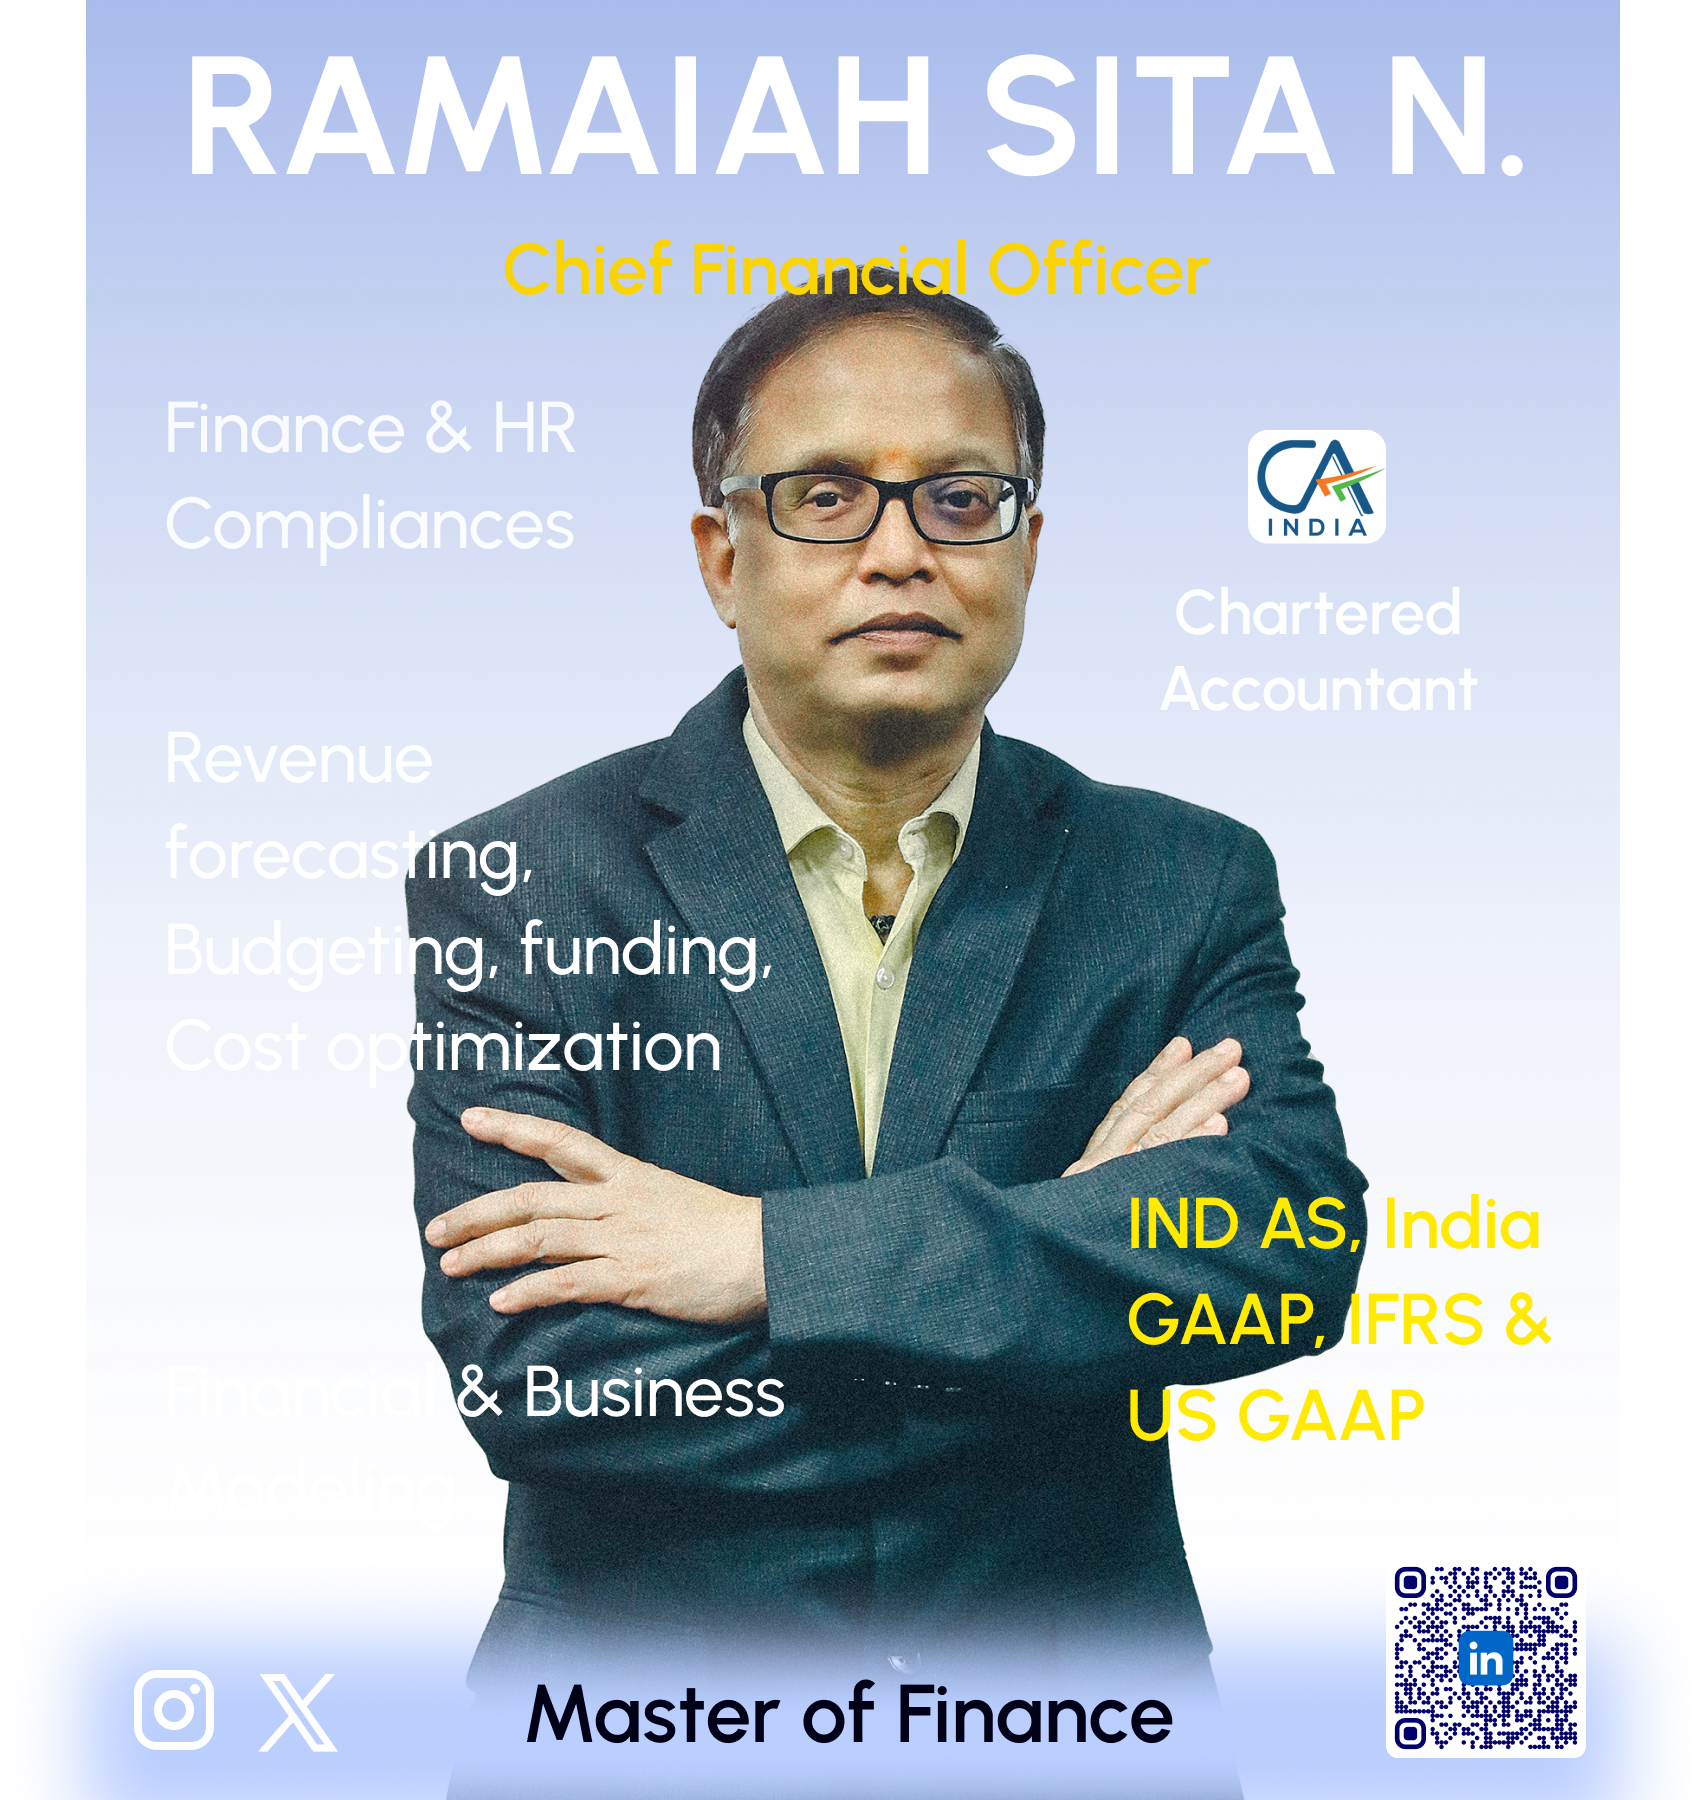 RAMAIAH SITA N.
Chief Financial Officer
Finance & HR
Compliances
CA
INDIA
Chartered
Accountant
Revenue
forecasting,
Budgeting, funding,
Cost optimization
IND AS, India
GAAP, IFRS &
US GAAP
Financial & Business
Modeling
in
Master of Finance